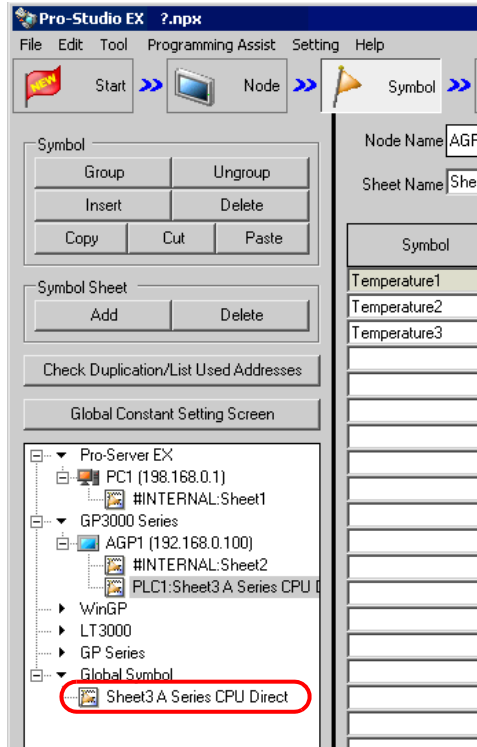 Pro-Studio EX ?.npx
File Edit Tool Programming Assist Setting Help
NEW Start Node Symbol
Symbol
Group Ungroup
Insert Delete
Copy Cut Paste
Symbol Sheet
Add Delete
Check Duplication/List Used Addresses
Global Constant Setting Screen
Node Name AGP
Sheet Name She
Symbol
Temperature1
Temperature2
Temperature3
Pro-Server EX
PC1 (198.168.0.1)
#INTERNAL:Sheet1
GP3000 Series
AGP1 (192.168.0.100)
#INTERNAL:Sheet2
PLC1:Sheet3 A Series CPU D
WinGP
LT3000
GP Series
Global Symbol
Sheet3 A Series CPU Direct